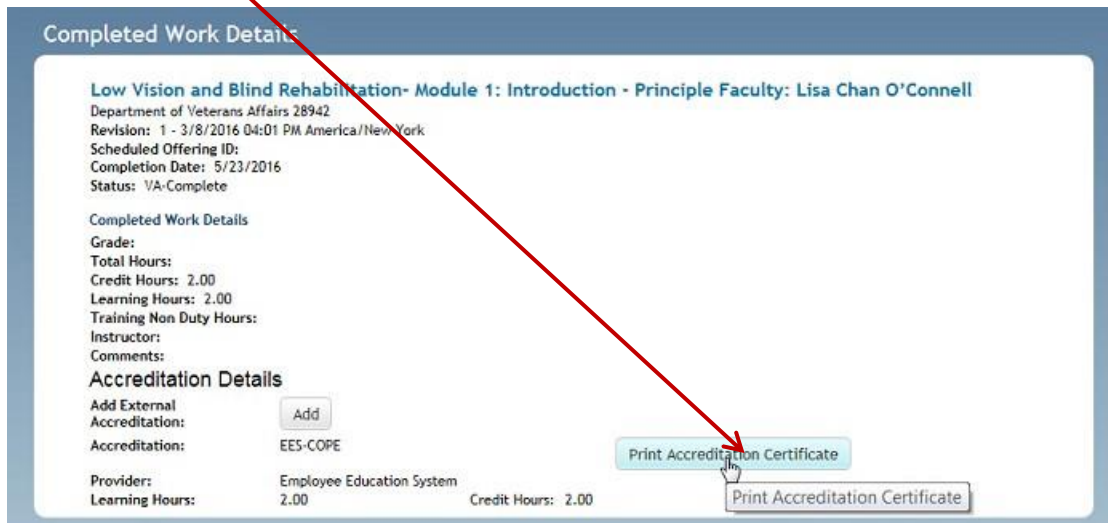 Completed Work Details
Low Vision and Blind Rehabilitation- Module 1: Introduction - Principle Faculty: Lisa Chan O'Connell
Department of Veterans Affairs 28942
Revision: 1 - 3/8/2016 04:01 PM America/New York
Scheduled Offering ID:
Completion Date: 5/23/2016
Status: VA-Complete
Completed Work Details
Grade:
Total Hours:
Credit Hours: 2.00
Learning Hours: 2.00
Training Non Duty Hours:
Instructor:
Comments:
Accreditation Details
Add External
Accreditation: Add
Accreditation: EES-COPE
Print Accreditation Certificate
Provider: Employee Education System
Print Accreditation Certificate
Learning Hours: 2.00 Credit Hours: 2.00